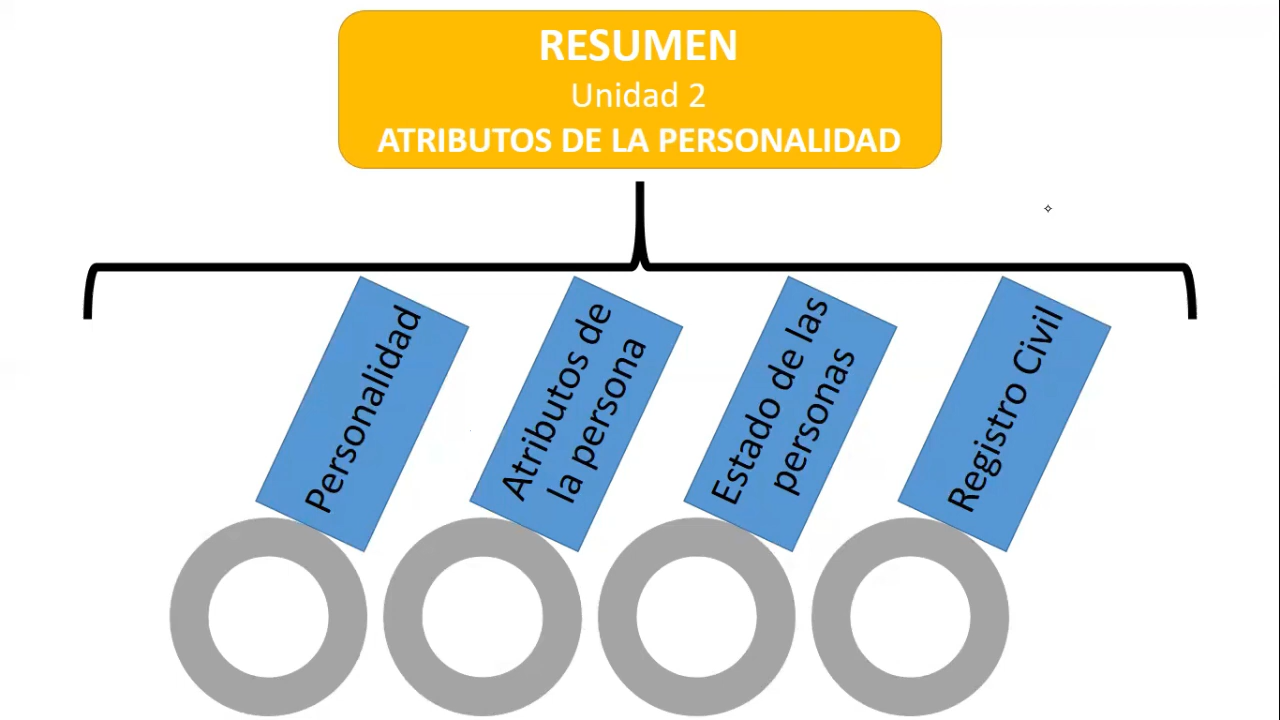 RESUMEN
Unidad 2
ATRIBUTOS DE LA PERSONALIDAD
Personalidad
Atributos de
la persona
Estado de las
personas
Registro Civil